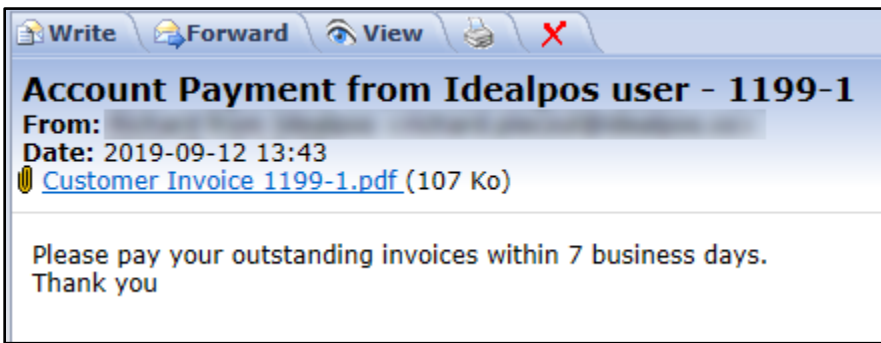 Write Forward View
Account Payment from Idealpos user - 1199-1
From:
Date: 2019-09-12 13:43
Customer Invoice 1199-1.pdf (107 Ko)
Please pay your outstanding invoices within 7 business days.
Thank you